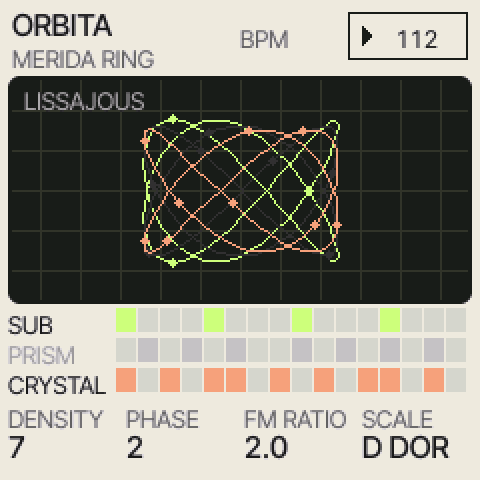 ORBITA
MERIDA RING
BPM
112
LISSAJOUS
SUB
PRISM
CRYSTAL
DENSITY PHASE FM RATIO SCALE
7 2 2.0 D DOR